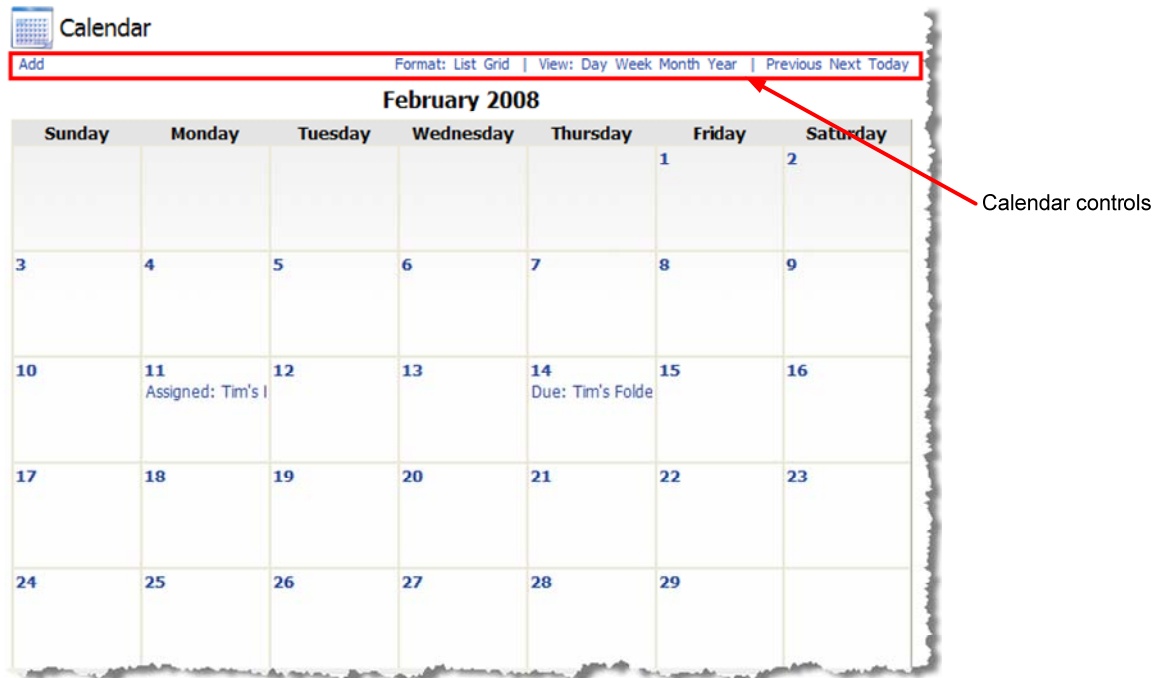 Calendar
Add Format: List Grid | View: Day Week Month Year | Previous Next Today
February 2008
Sunday Monday Tuesday Wednesday Thursday Friday Saturday
1 2
Calendar controls
3 4 5 6 7 8 9
10 11 12 13 14 15 16
Assigned: Tim's Due: Tim's Folde
17 18 19 20 21 22 23
24 25 26 27 28 29